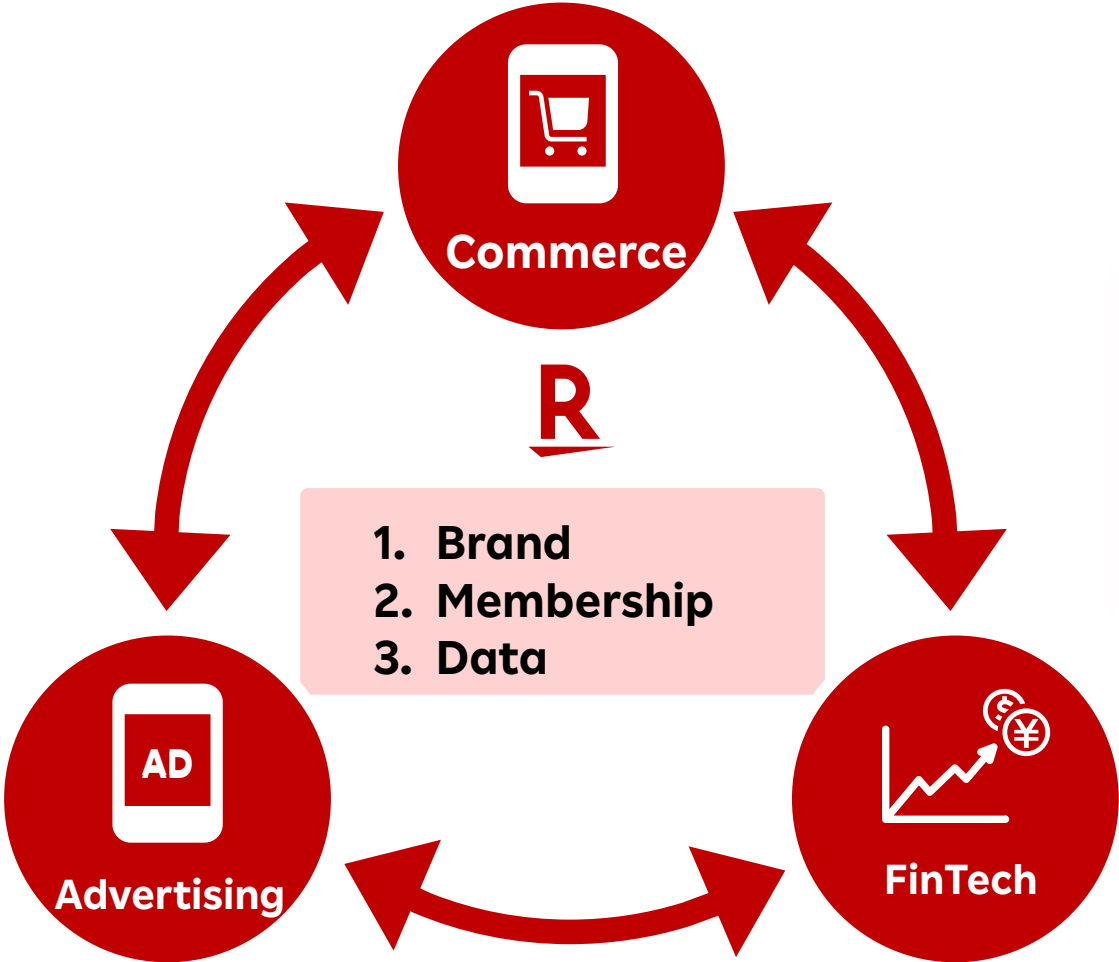 Commerce
R
1. Brand
2. Membership
3. Data
AD
Advertising
$
¥
FinTech